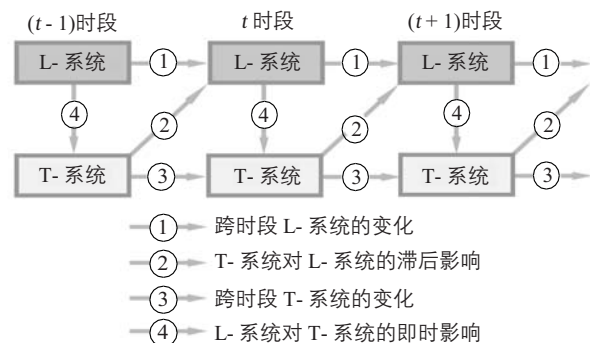 (t - 1)时段 t 时段 (t + 1)时段
L- 系统 ① L- 系统 ① L- 系统 ①
④ ② ④ ② ④ ②
T- 系统 ③ T- 系统 ③ T- 系统 ③
① 跨时段 L- 系统的变化
② T- 系统对 L- 系统的滞后影响
③ 跨时段 T- 系统的变化
④ L- 系统对 T- 系统的即时影响